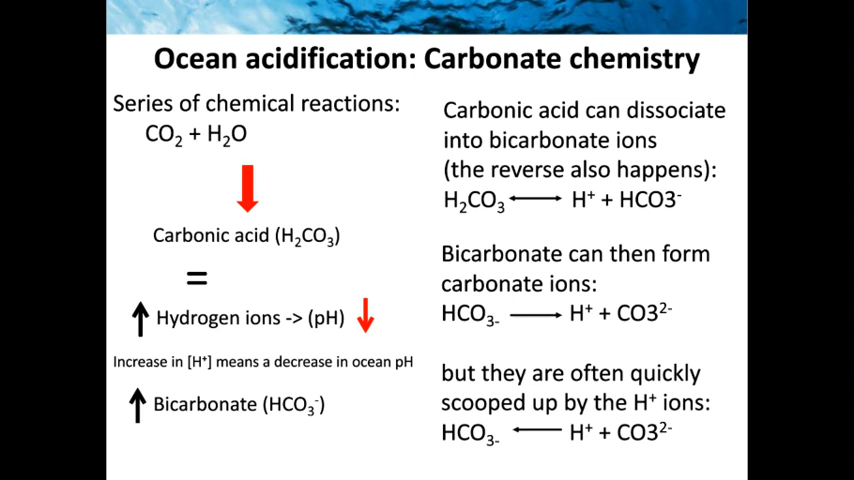 Ocean acidification: Carbonate chemistry
Series of chemical reactions:
CO₂ + H₂O
Carbonic acid (H₂CO₃)
=
Hydrogen ions -> (pH)
Increase in [H⁺] means a decrease in ocean pH
Bicarbonate (HCO₃⁻)
Carbonic acid can dissociate
into bicarbonate ions
(the reverse also happens):
H₂CO₃ ⟷ H⁺ + HCO3⁻
Bicarbonate can then form
carbonate ions:
HCO₃₋ ⟶ H⁺ + CO3²⁻
but they are often quickly
scooped up by the H⁺ ions:
HCO₃₋ ⟵ H⁺ + CO3²⁻